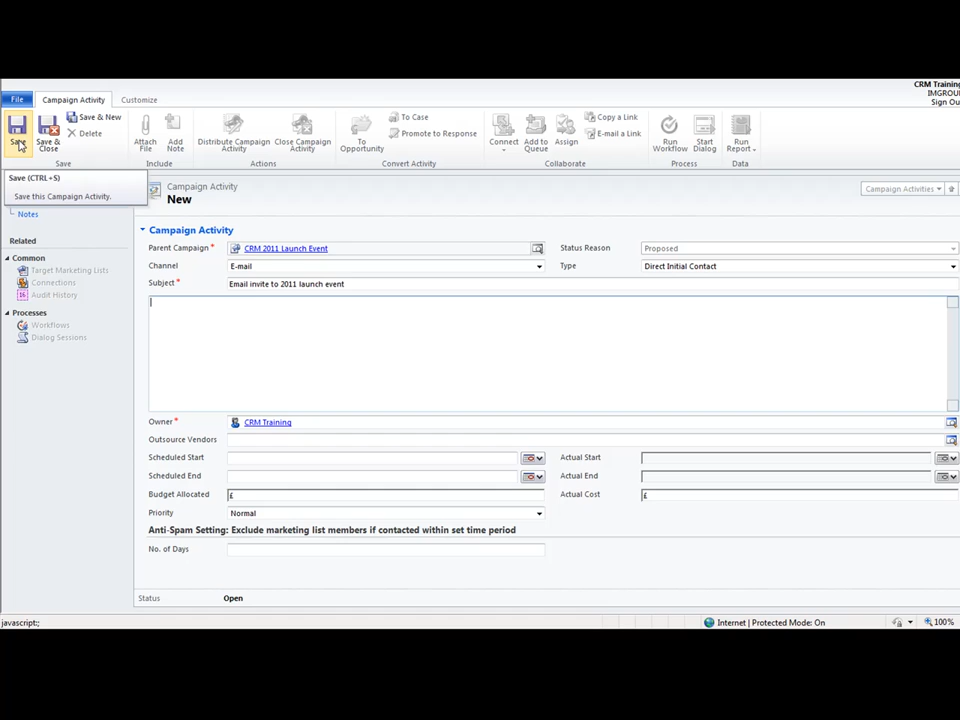 CRM Training
IMGROU
Sign Ou
File
Campaign Activity
Customize
Save
Save & Close
Save & New
Delete
Save
Attach File
Add Note
Include
Distribute Campaign Activity
Close Campaign Activity
Actions
To Opportunity
To Case
Promote to Response
Convert Activity
Connect
Add to Queue
Assign
Copy a Link
E-mail a Link
Collaborate
Run Workflow
Start Dialog
Process
Run Report
Data
Save (CTRL+S)
Save this Campaign Activity.
Notes
Related
Common
Target Marketing Lists
Connections
Audit History
Processes
Workflows
Dialog Sessions
Campaign Activity
New
Campaign Activities
Campaign Activity
Parent Campaign * CRM 2011 Launch Event
Status Reason Proposed
Channel E-mail
Type Direct Initial Contact
Subject * Email invite to 2011 launch event
Owner * CRM Training
Outsource Vendors
Scheduled Start
Actual Start
Scheduled End
Actual End
Budget Allocated £
Actual Cost £
Priority Normal
Anti-Spam Setting: Exclude marketing list members if contacted within set time period
No. of Days
Status Open
javascript:;
Internet | Protected Mode: On
100%